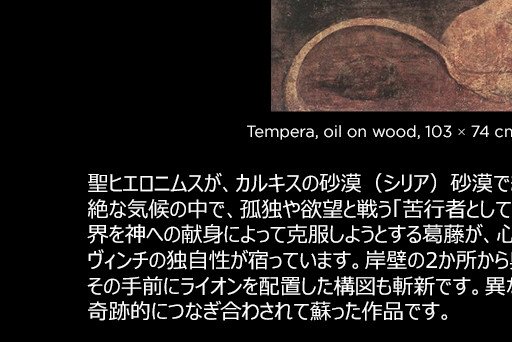 Tempera, oil on wood, 103 × 74 cm
聖ヒエロニムスが、カルキスの砂漠（シリア）砂漠で
絶な気候の中で、孤独や欲望と戦う「苦行者として
界を神への献身によって克服しようとする葛藤が、心
ヴィンチの独自性が宿っています。岸壁の2か所から
その手前にライオンを配置した構図も斬新です。異
奇跡的につなぎ合わされて蘇った作品です。